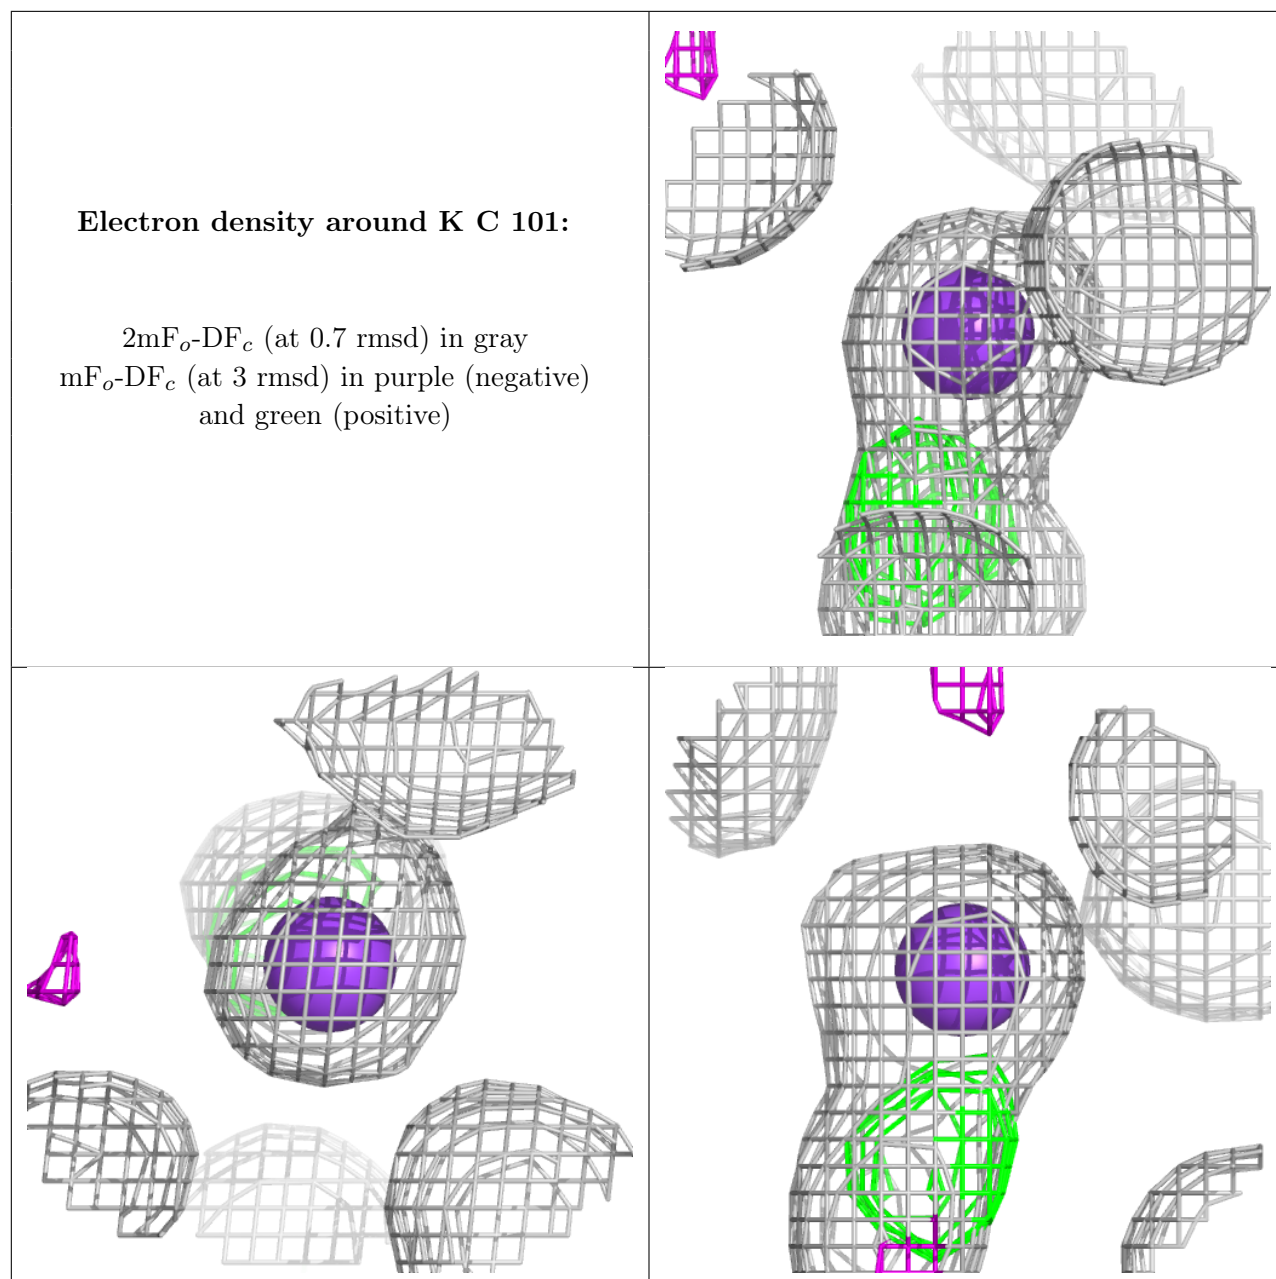 Electron density around K C 101:
2mFo-DFc (at 0.7 rmsd) in gray
mFo-DFc (at 3 rmsd) in purple (negative)
and green (positive)